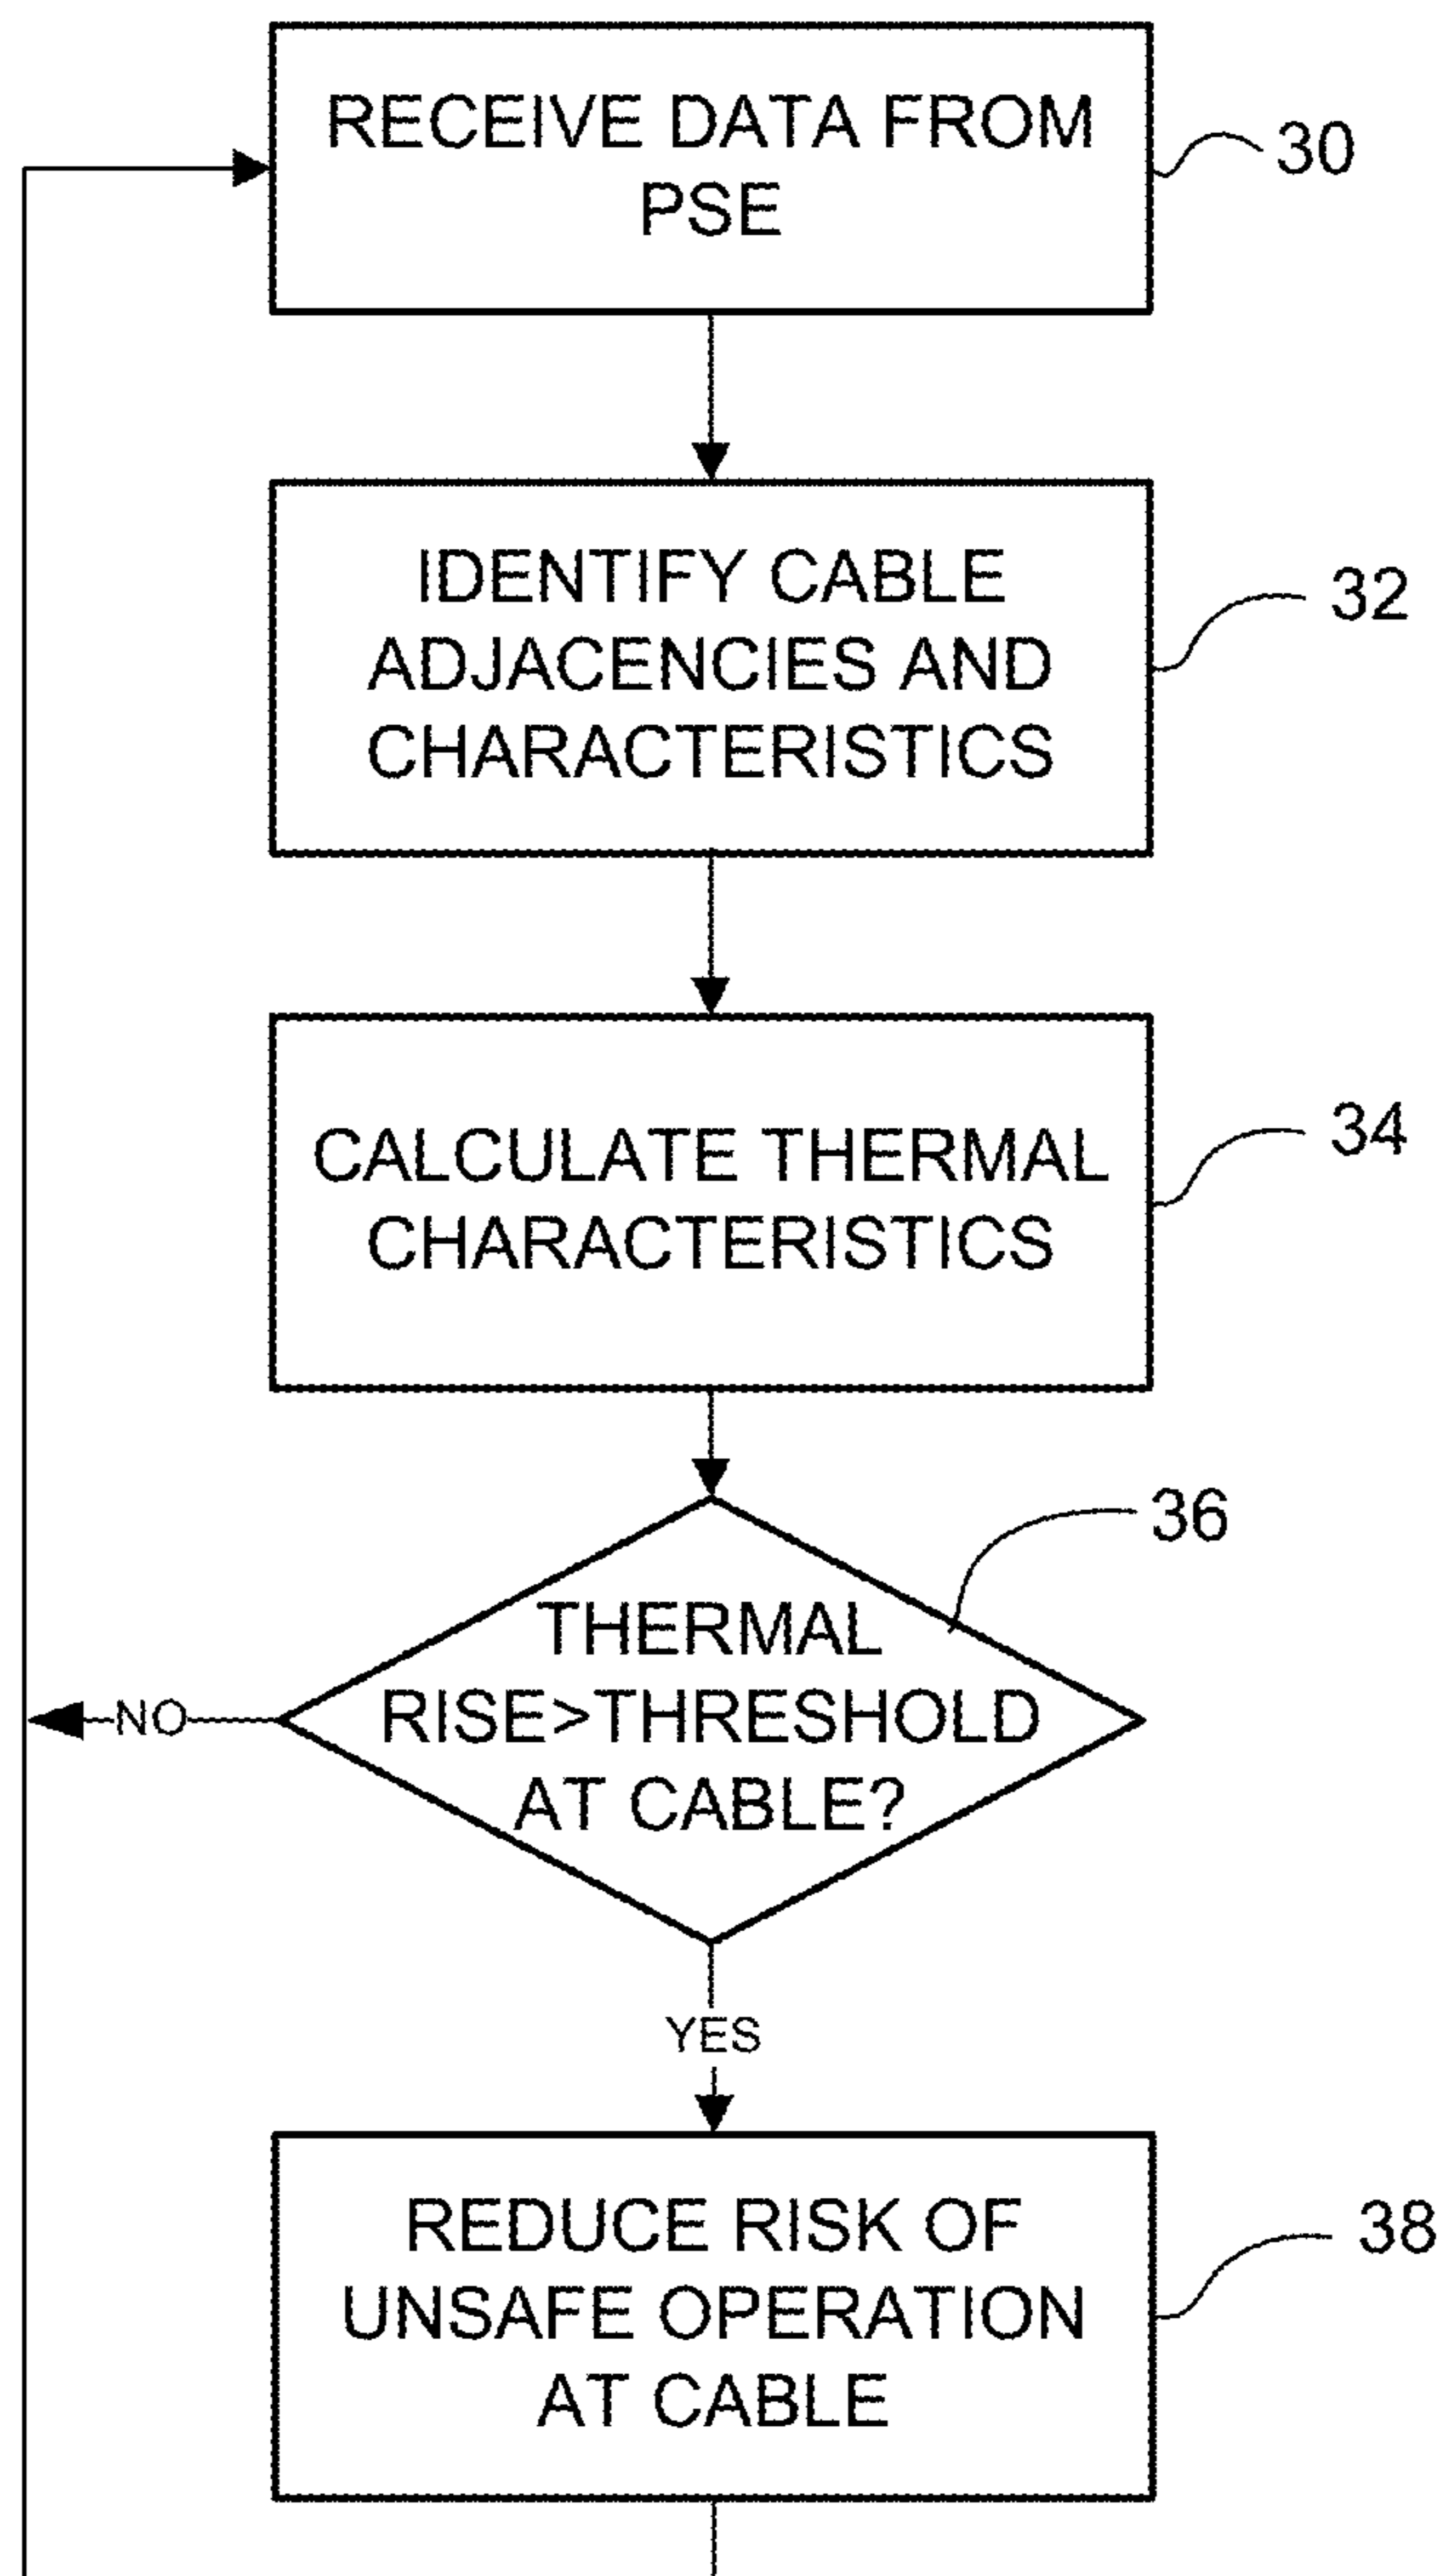 RECEIVE DATA FROM
PSE
30
IDENTIFY CABLE
ADJACENCIES AND
CHARACTERISTICS
32
CALCULATE THERMAL
CHARACTERISTICS
34
36
THERMAL
RISE>THRESHOLD
AT CABLE?
NO
YES
REDUCE RISK OF
UNSAFE OPERATION
AT CABLE
38